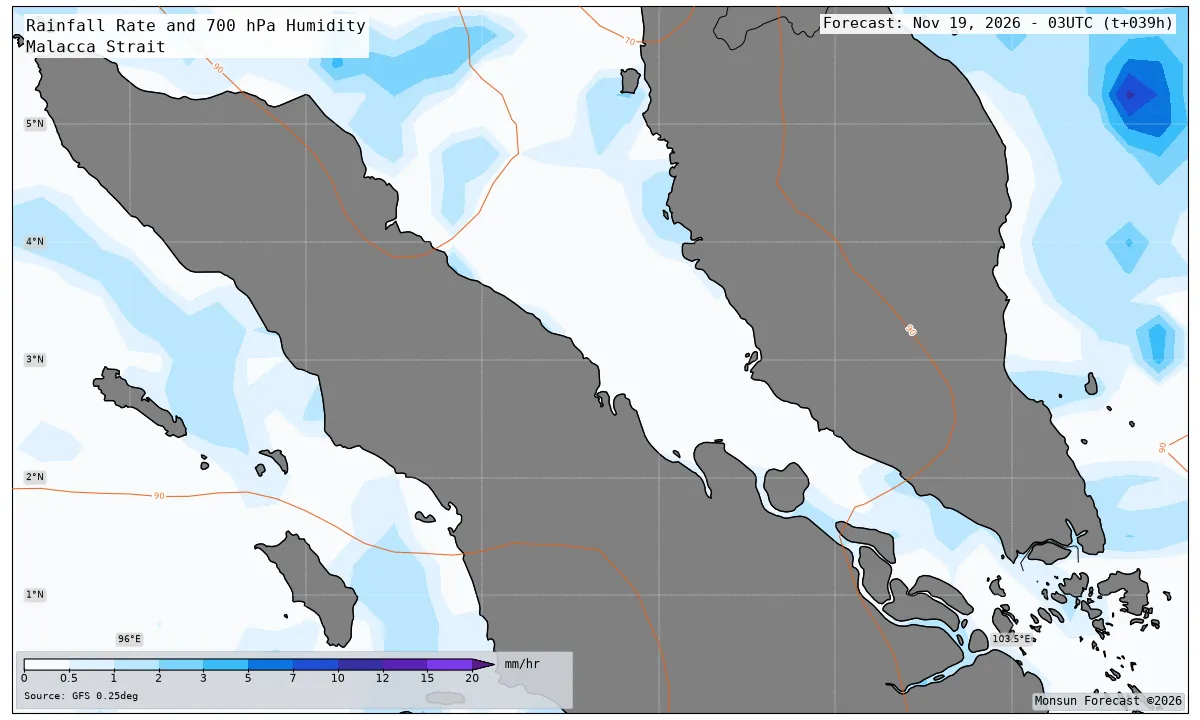 Rainfall Rate and 700 hPa Humidity
Malacca Strait
Forecast: Nov 19, 2026 - 03UTC (t+039h)
70
90
5°N
4°N
90
3°N
90
2°N
90
1°N
96°E
103.5°E
mm/hr
0 0.5 1 2 3 5 7 10 12 15 20
Source: GFS 0.25deg
Monsun Forecast ©2026